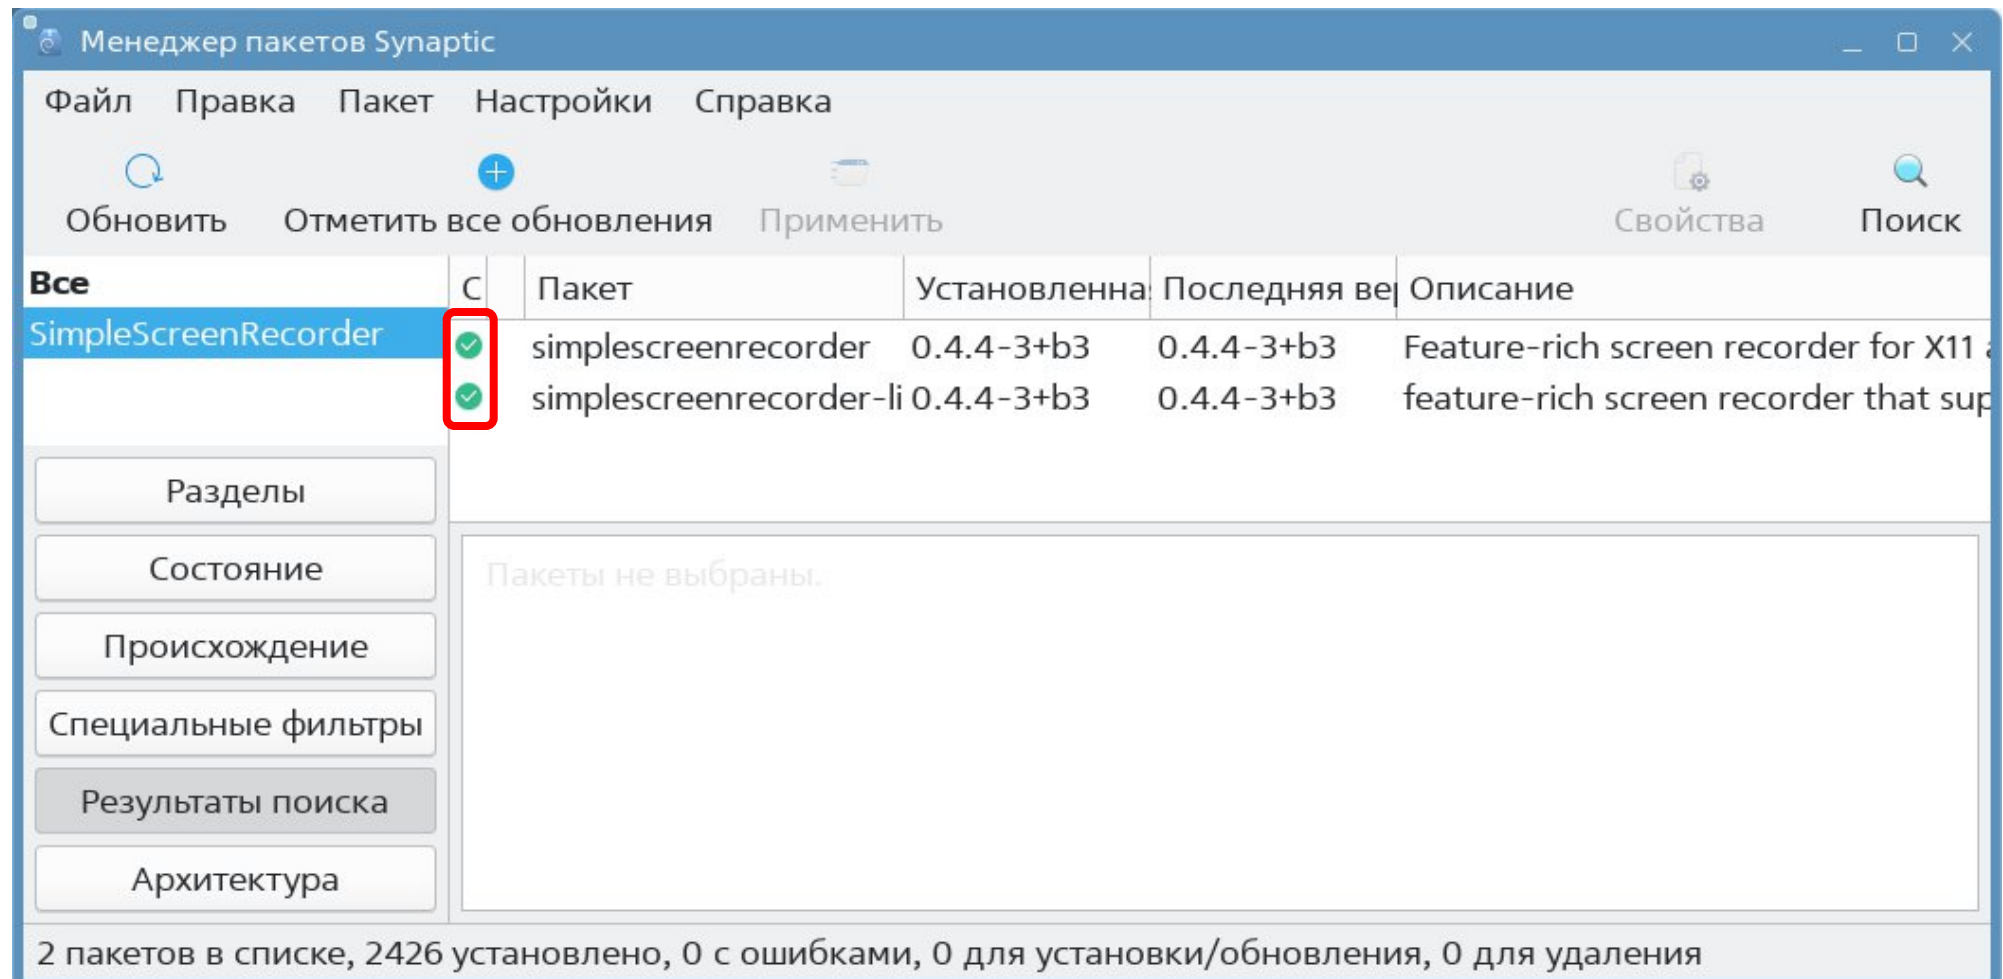 Менеджер пакетов Synaptic
Файл Правка Пакет Настройки Справка
Обновить Отметить все обновления Применить Свойства Поиск
Все
SimpleScreenRecorder
С Пакет Установленна Последняя ве Описание
simplescreenrecorder 0.4.4-3+b3 0.4.4-3+b3 Feature-rich screen recorder for X11
simplescreenrecorder-li 0.4.4-3+b3 0.4.4-3+b3 feature-rich screen recorder that sup
Разделы
Состояние
Происхождение
Специальные фильтры
Результаты поиска
Архитектура
Пакеты не выбраны.
2 пакетов в списке, 2426 установлено, 0 с ошибками, 0 для установки/обновления, 0 для удаления